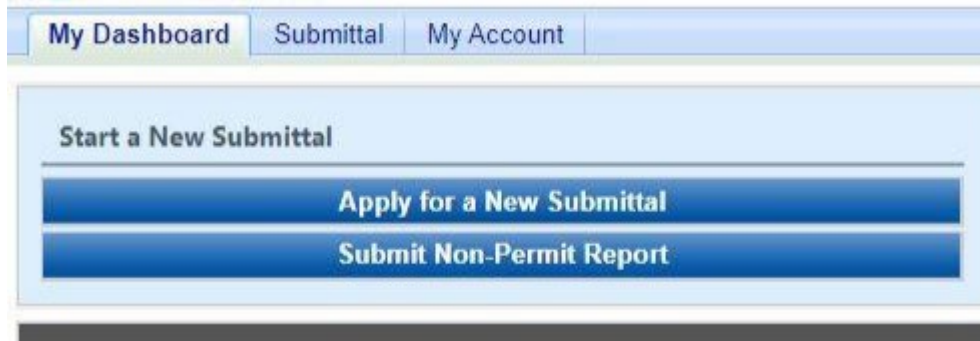 My Dashboard Submittal My Account
Start a New Submittal
Apply for a New Submittal
Submit Non-Permit Report